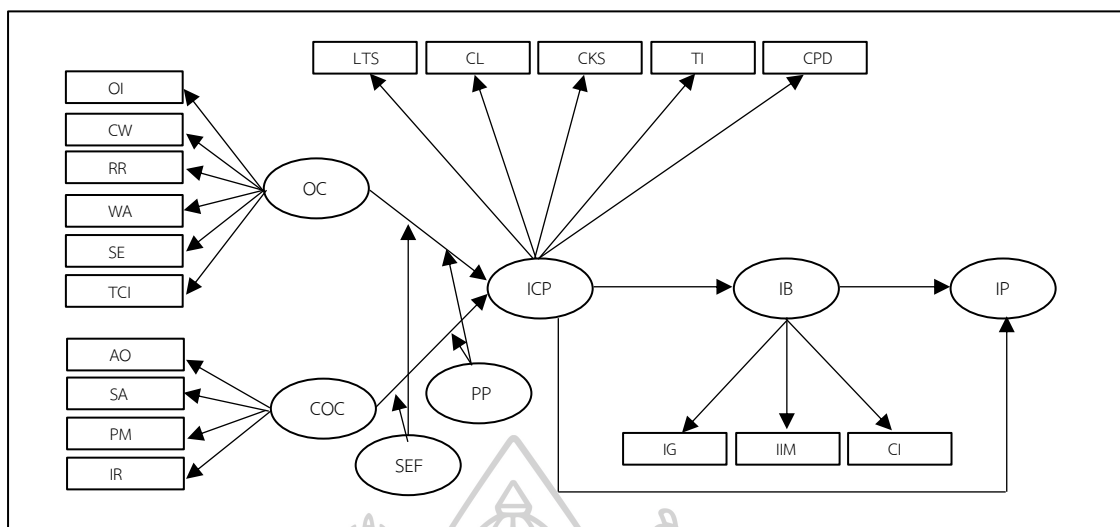 LTS CL CKS TI CPD
OI
CW
RR
WA
SE
TCI
OC
ICP IB IP
AO
SA
PM
IR
COC
PP
SEF
IG IIM CI